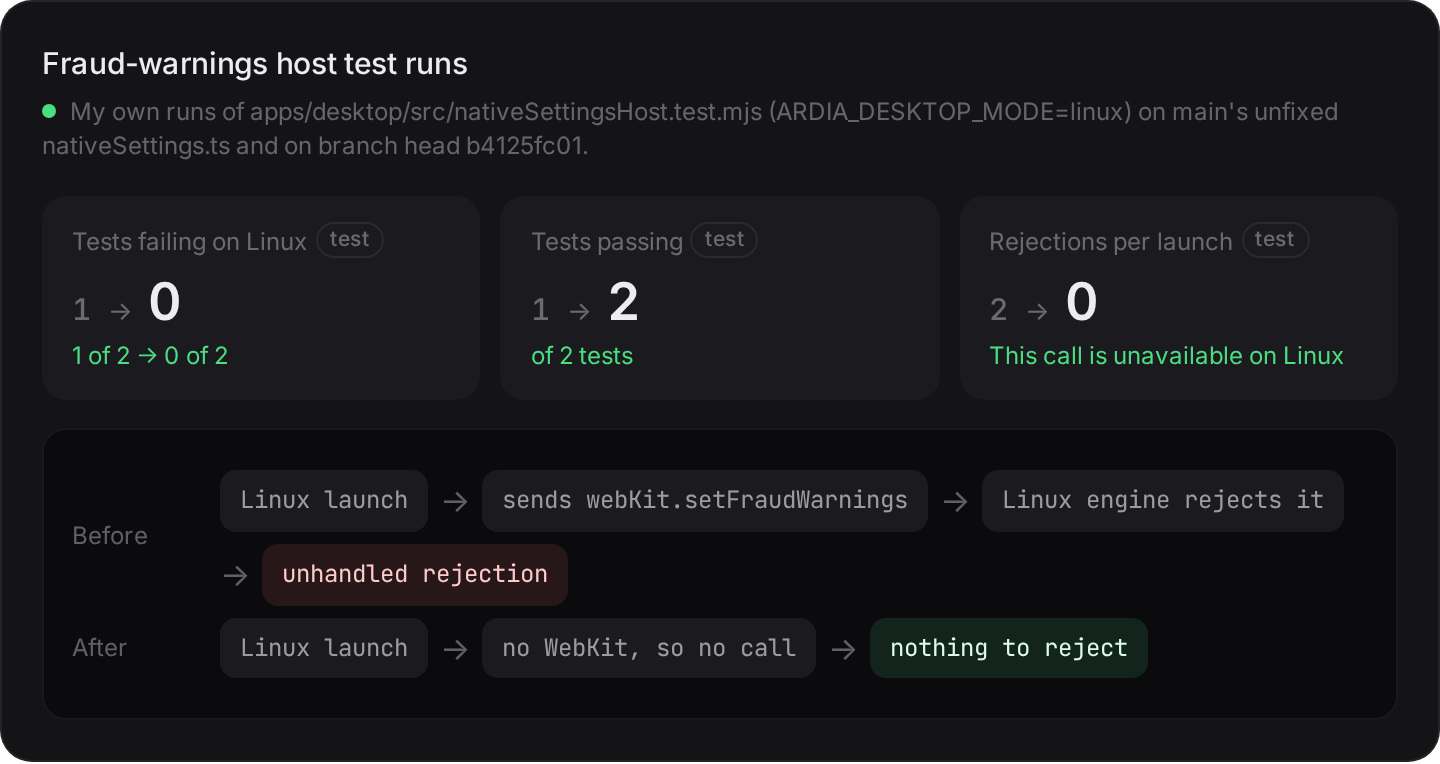 Fraud-warnings host test runs
My own runs of apps/desktop/src/nativeSettingsHost.test.mjs (ARDIA_DESKTOP_MODE=linux) on main's unfixed
nativeSettings.ts and on branch head b4125fc01.
Tests failing on Linux test
1 → 0
1 of 2 → 0 of 2
Tests passing test
1 → 2
of 2 tests
Rejections per launch test
2 → 0
This call is unavailable on Linux
Before
Linux launch → sends webKit.setFraudWarnings → Linux engine rejects it
→ unhandled rejection
After
Linux launch → no WebKit, so no call → nothing to reject